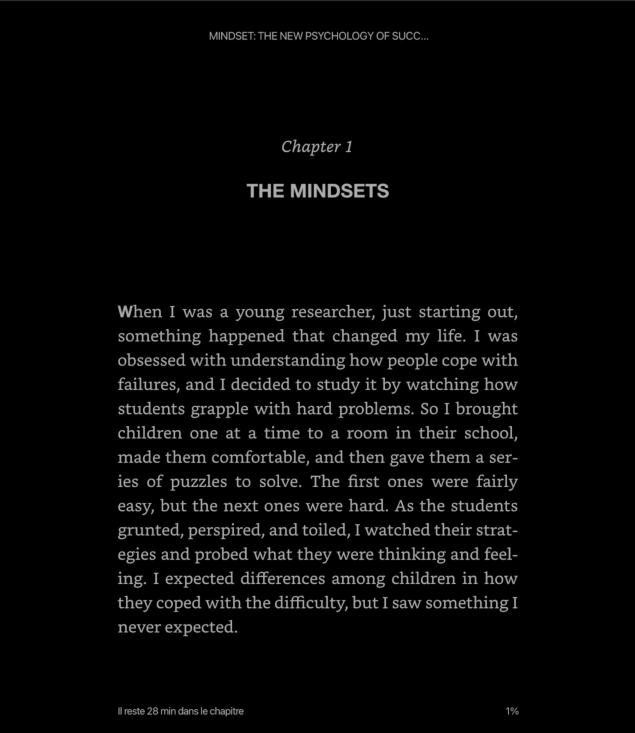 MINDSET: THE NEW PSYCHOLOGY OF SUCC...
Chapter 1
THE MINDSETS
When I was a young researcher, just starting out,
something happened that changed my life. I was
obsessed with understanding how people cope with
failures, and I decided to study it by watching how
students grapple with hard problems. So I brought
children one at a time to a room in their school,
made them comfortable, and then gave them a ser-
ies of puzzles to solve. The first ones were fairly
easy, but the next ones were hard. As the students
grunted, perspired, and toiled, I watched their strat-
egies and probed what they were thinking and feel-
ing. I expected differences among children in how
they coped with the difficulty, but I saw something I
never expected.
Il reste 28 min dans le chapitre 1%